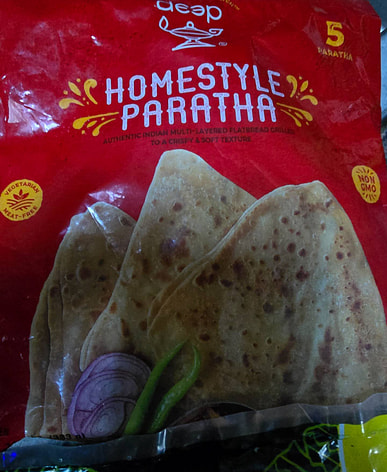 deep
5
PARATHA
HOMESTYLE
PARATHA
AUTHENTIC INDIAN MULTI-LAYERED FLATBREAD GRILLED
TO A CRISPY & SOFT TEXTURE
VEGETARIAN
MEAT-FREE
NON
GMO